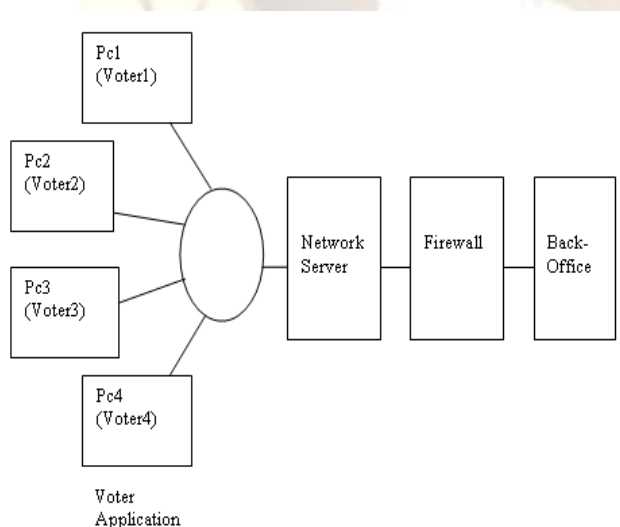 Pc1
(Voter1)
Pc2
(Voter2)
Pc3
(Voter3)
Pc4
(Voter4)
Network
Server
Firewall
Back-
Office
Voter
Application